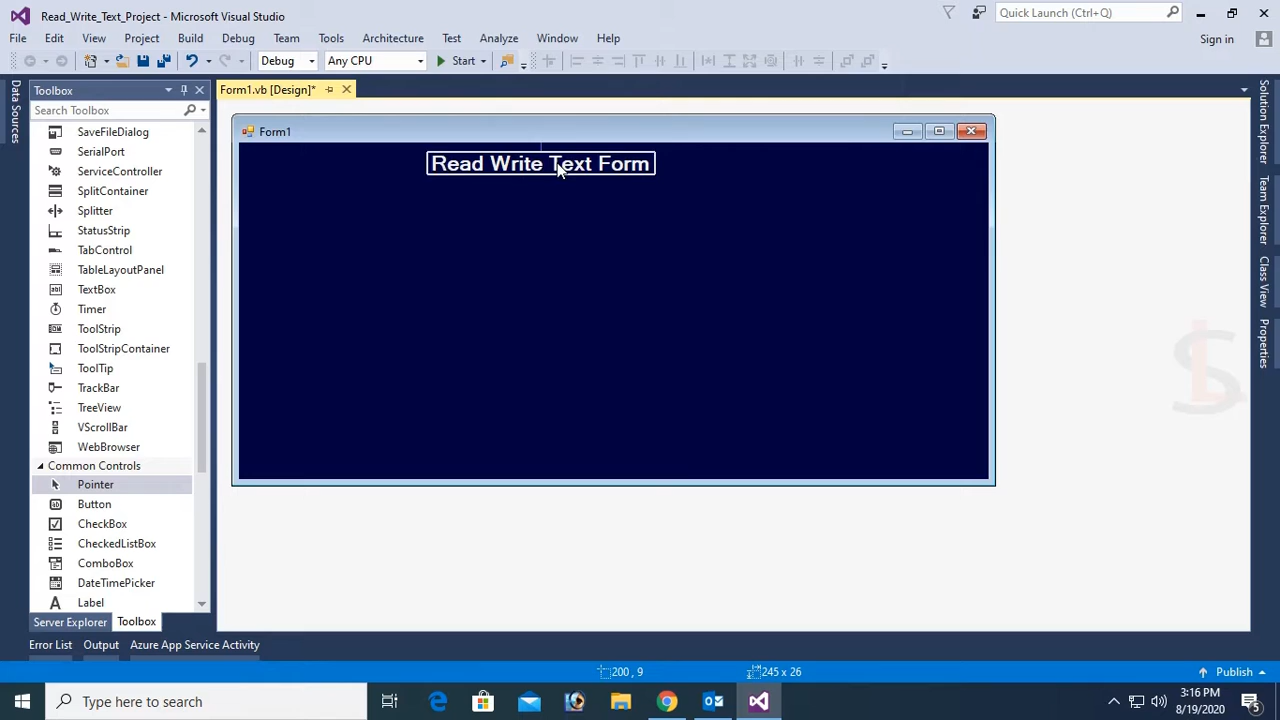 Read_Write_Text_Project - Microsoft Visual Studio
Quick Launch (Ctrl+Q)
File Edit View Project Build Debug Team Tools Architecture Test Analyze Window Help
Sign in
Debug Any CPU Start
Data Sources
Toolbox
Search Toolbox
SaveFileDialog
SerialPort
ServiceController
SplitContainer
Splitter
StatusStrip
TabControl
TableLayoutPanel
TextBox
Timer
ToolStrip
ToolStripContainer
ToolTip
TrackBar
TreeView
VScrollBar
WebBrowser
Common Controls
Pointer
Button
CheckBox
CheckedListBox
ComboBox
DateTimePicker
Label
Server Explorer Toolbox
Form1.vb [Design]*
Form1
Read Write Text Form
Solution Explorer
Team Explorer
Class View
Properties
Error List Output Azure App Service Activity
200 , 9
245 x 26
Publish
Type here to search
3:16 PM
8/19/2020
5